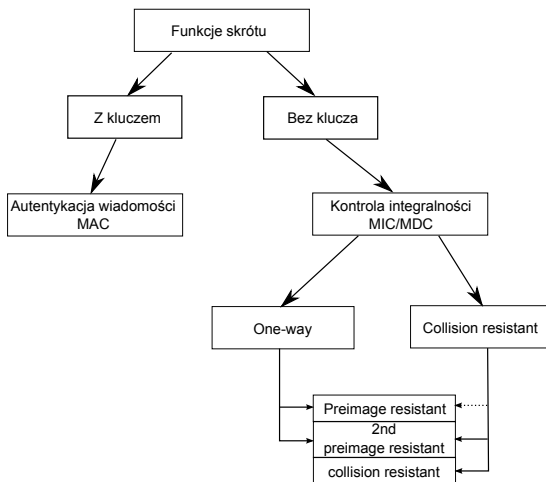 Funkcje skrótu
Z kluczem
Bez klucza
Autentykacja wiadomości
MAC
Kontrola integralności
MIC/MDC
One-way
Collision resistant
Preimage resistant
2nd
preimage resistant
collision resistant